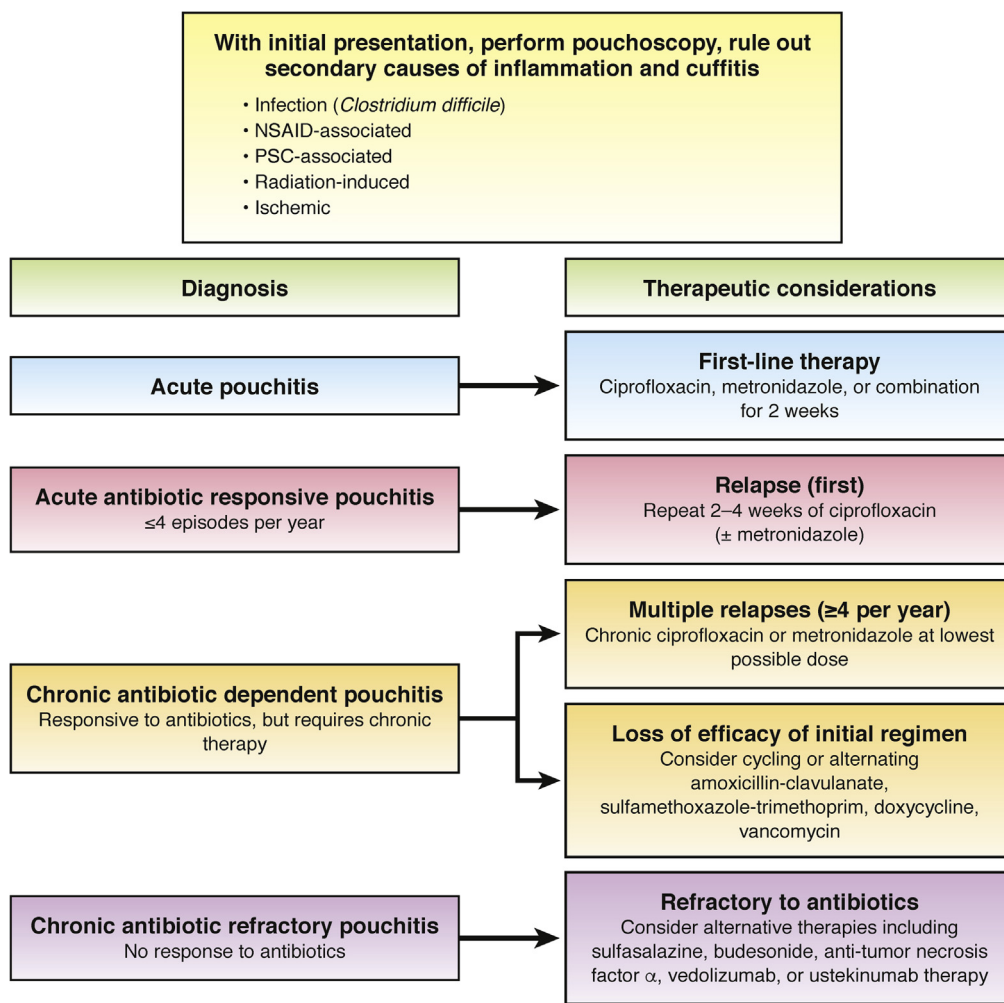 With initial presentation, perform pouchoscopy, rule out
secondary causes of inflammation and cuffitis
• Infection (Clostridium difficile)
• NSAID-associated
• PSC-associated
• Radiation-induced
• Ischemic
Diagnosis
Therapeutic considerations
Acute pouchitis
First-line therapy
Ciprofloxacin, metronidazole, or combination
for 2 weeks
Acute antibiotic responsive pouchitis
≤4 episodes per year
Relapse (first)
Repeat 2–4 weeks of ciprofloxacin
(± metronidazole)
Chronic antibiotic dependent pouchitis
Responsive to antibiotics, but requires chronic
therapy
Multiple relapses (≥4 per year)
Chronic ciprofloxacin or metronidazole at lowest
possible dose
Loss of efficacy of initial regimen
Consider cycling or alternating
amoxicillin-clavulanate,
sulfamethoxazole-trimethoprim, doxycycline,
vancomycin
Chronic antibiotic refractory pouchitis
No response to antibiotics
Refractory to antibiotics
Consider alternative therapies including
sulfasalazine, budesonide, anti-tumor necrosis
factor α, vedolizumab, or ustekinumab therapy